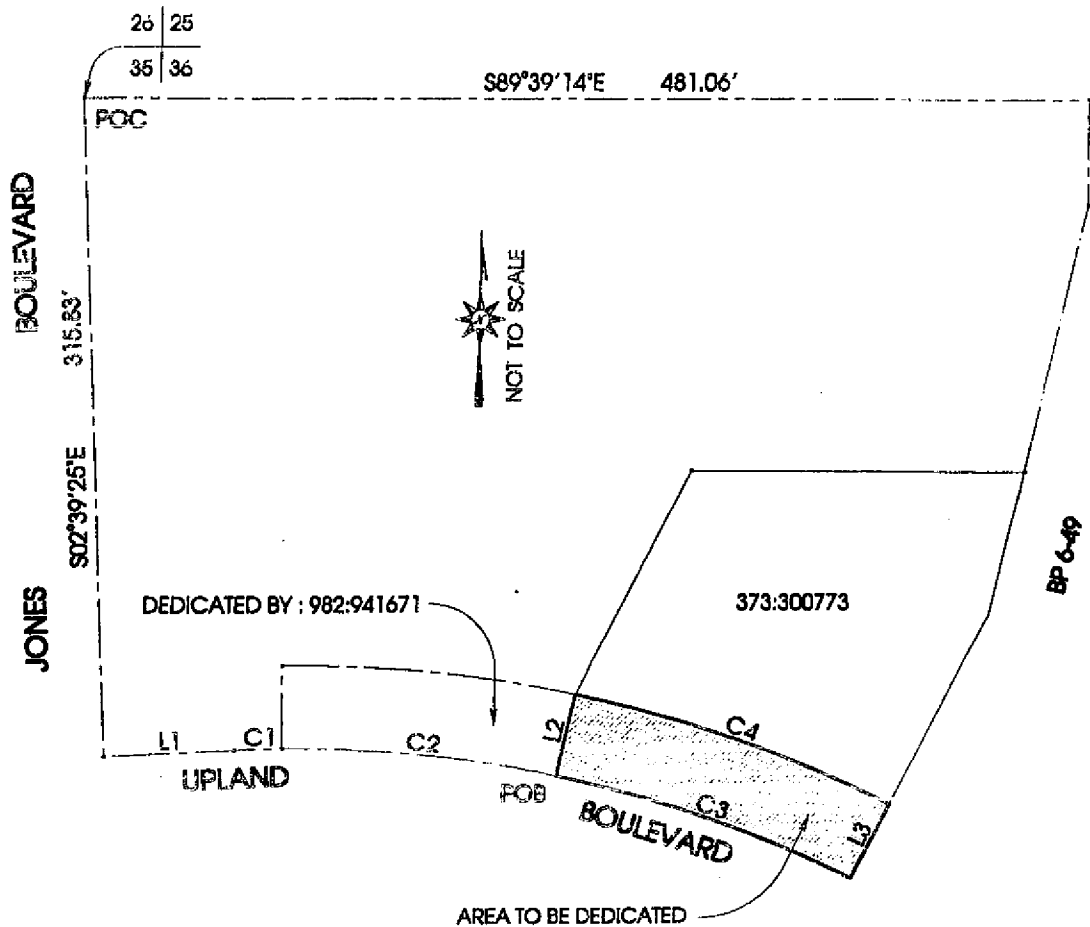 26 25
35 36
S89°39'14"E 481.06'
POC
BOULEVARD
315.83'
NOT TO SCALE
S02°39'25"E
JONES
BP 6-49
DEDICATED BY : 982:941671
373:300773
L1
C1
C2
L2
C4
UPLAND
POB
C3
BOULEVARD
L3
AREA TO BE DEDICATED